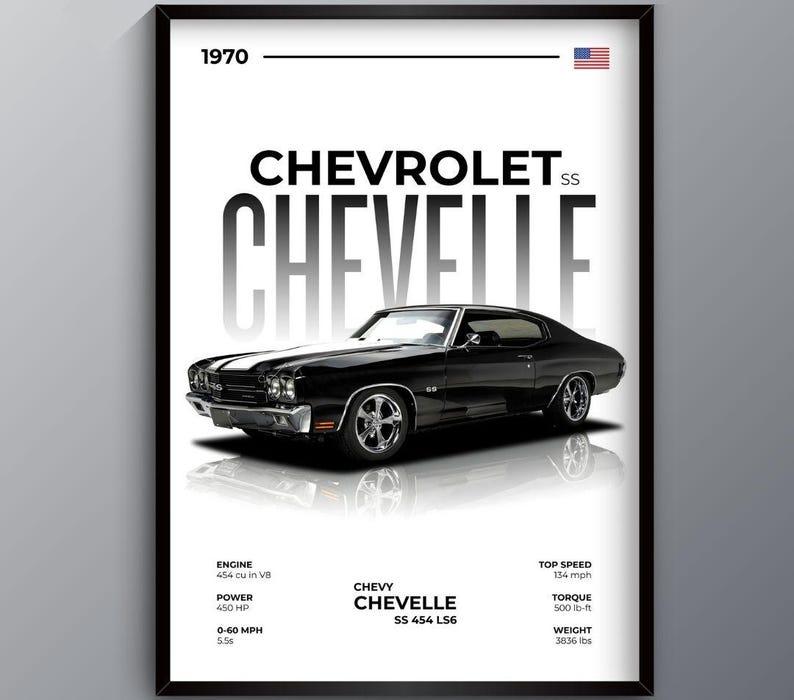 1970
CHEVROLET SS
CHEVELLE
SS
SS
ENGINE
454 cu in V8
POWER
450 HP
0-60 MPH
5.5s
CHEVY
CHEVELLE
SS 454 LS6
TOP SPEED
134 mph
TORQUE
500 lb-ft
WEIGHT
3836 lbs